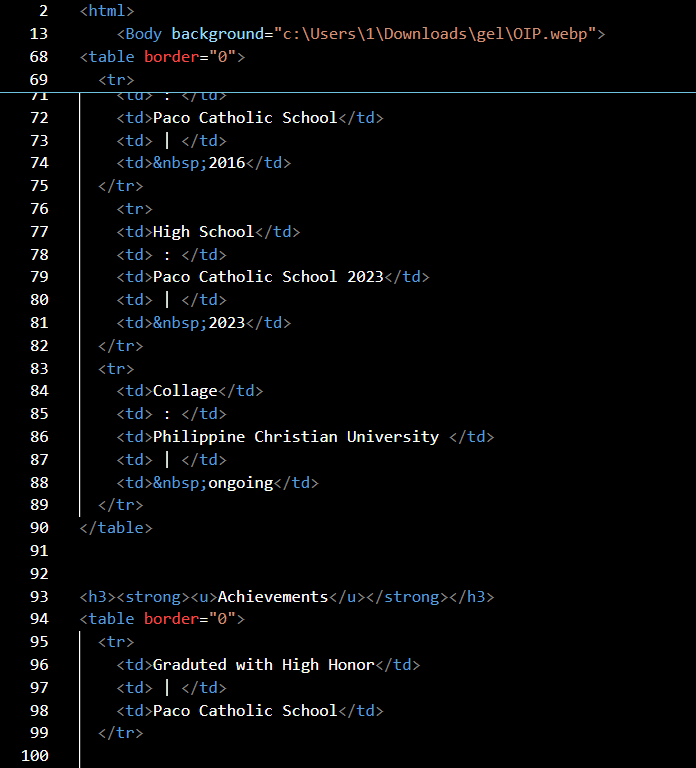 2 <html>
13 <Body background="c:\Users\1\Downloads\gel\OIP.webp">
68 <table border="0">
69 <tr>
71 <td> : </td>
72 <td>Paco Catholic School</td>
73 <td> | </td>
74 <td>&nbsp;2016</td>
75 </tr>
76 <tr>
77 <td>High School</td>
78 <td> : </td>
79 <td>Paco Catholic School 2023</td>
80 <td> | </td>
81 <td>&nbsp;2023</td>
82 </tr>
83 <tr>
84 <td>Collage</td>
85 <td> : </td>
86 <td>Philippine Christian University </td>
87 <td> | </td>
88 <td>&nbsp;ongoing</td>
89 </tr>
90 </table>
91
92
93 <h3><strong><u>Achievements</u></strong></h3>
94 <table border="0">
95 <tr>
96 <td>Graduted with High Honor</td>
97 <td> | </td>
98 <td>Paco Catholic School</td>
99 </tr>
100